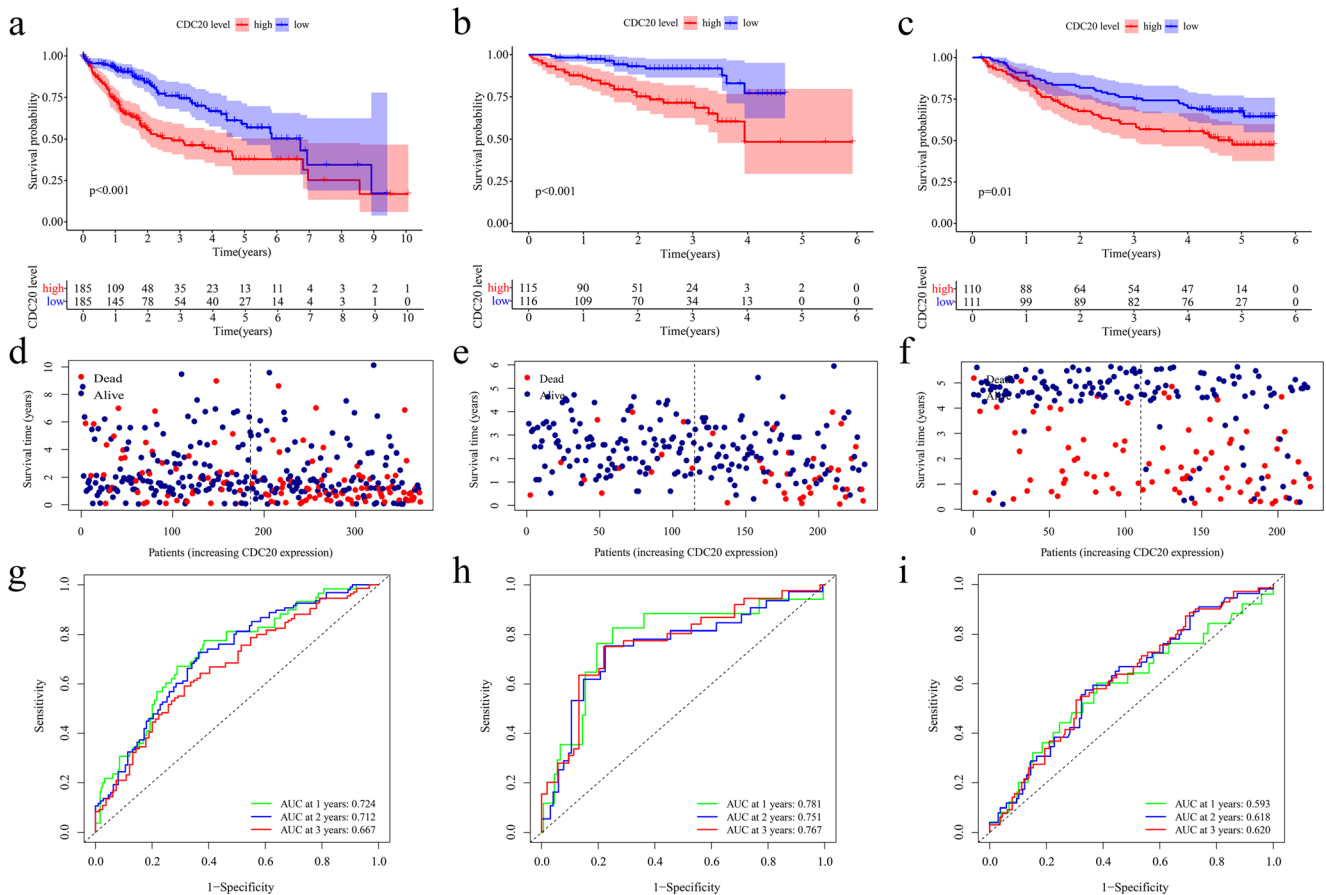 a
CDC20 level high low
1.00
0.75
0.50
0.25
0.00
Survival probability
p<0.001
0 1 2 3 4 5 6 7 8 9 10
Time(years)
CDC20 level
high 185 109 48 35 23 13 11 4 3 2 1
low 185 145 78 54 40 27 14 4 3 1 0
0 1 2 3 4 5 6 7 8 9 10
Time(years)
b
CDC20 level high low
1.00
0.75
0.50
0.25
0.00
Survival probability
p<0.001
0 1 2 3 4 5 6
Time(years)
CDC20 level
high 115 90 51 24 3 2 0
low 116 109 70 34 13 0 0
0 1 2 3 4 5 6
Time(years)
c
CDC20 level high low
1.00
0.75
0.50
0.25
0.00
Survival probability
p=0.01
0 1 2 3 4 5 6
Time(years)
CDC20 level
high 110 88 64 54 47 14 0
low 111 99 89 82 76 27 0
0 1 2 3 4 5 6
Time(years)
d
Dead
Alive
10
8
6
4
2
0
Survival time (years)
0 100 200 300
Patients (increasing CDC20 expression)
e
Dead
Alive
6
5
4
3
2
1
0
Survival time (years)
0 50 100 150 200
Patients (increasing CDC20 expression)
f
Dead
Alive
5
4
3
2
1
0
Survival time (years)
0 50 100 150 200
Patients (increasing CDC20 expression)
g
1.0
0.8
0.6
0.4
0.2
0.0
Sensitivity
AUC at 1 years: 0.724
AUC at 2 years: 0.712
AUC at 3 years: 0.667
0.0 0.2 0.4 0.6 0.8 1.0
1−Specificity
h
1.0
0.8
0.6
0.4
0.2
0.0
Sensitivity
AUC at 1 years: 0.781
AUC at 2 years: 0.751
AUC at 3 years: 0.767
0.0 0.2 0.4 0.6 0.8 1.0
1−Specificity
i
1.0
0.8
0.6
0.4
0.2
0.0
Sensitivity
AUC at 1 years: 0.593
AUC at 2 years: 0.618
AUC at 3 years: 0.620
0.0 0.2 0.4 0.6 0.8 1.0
1−Specificity